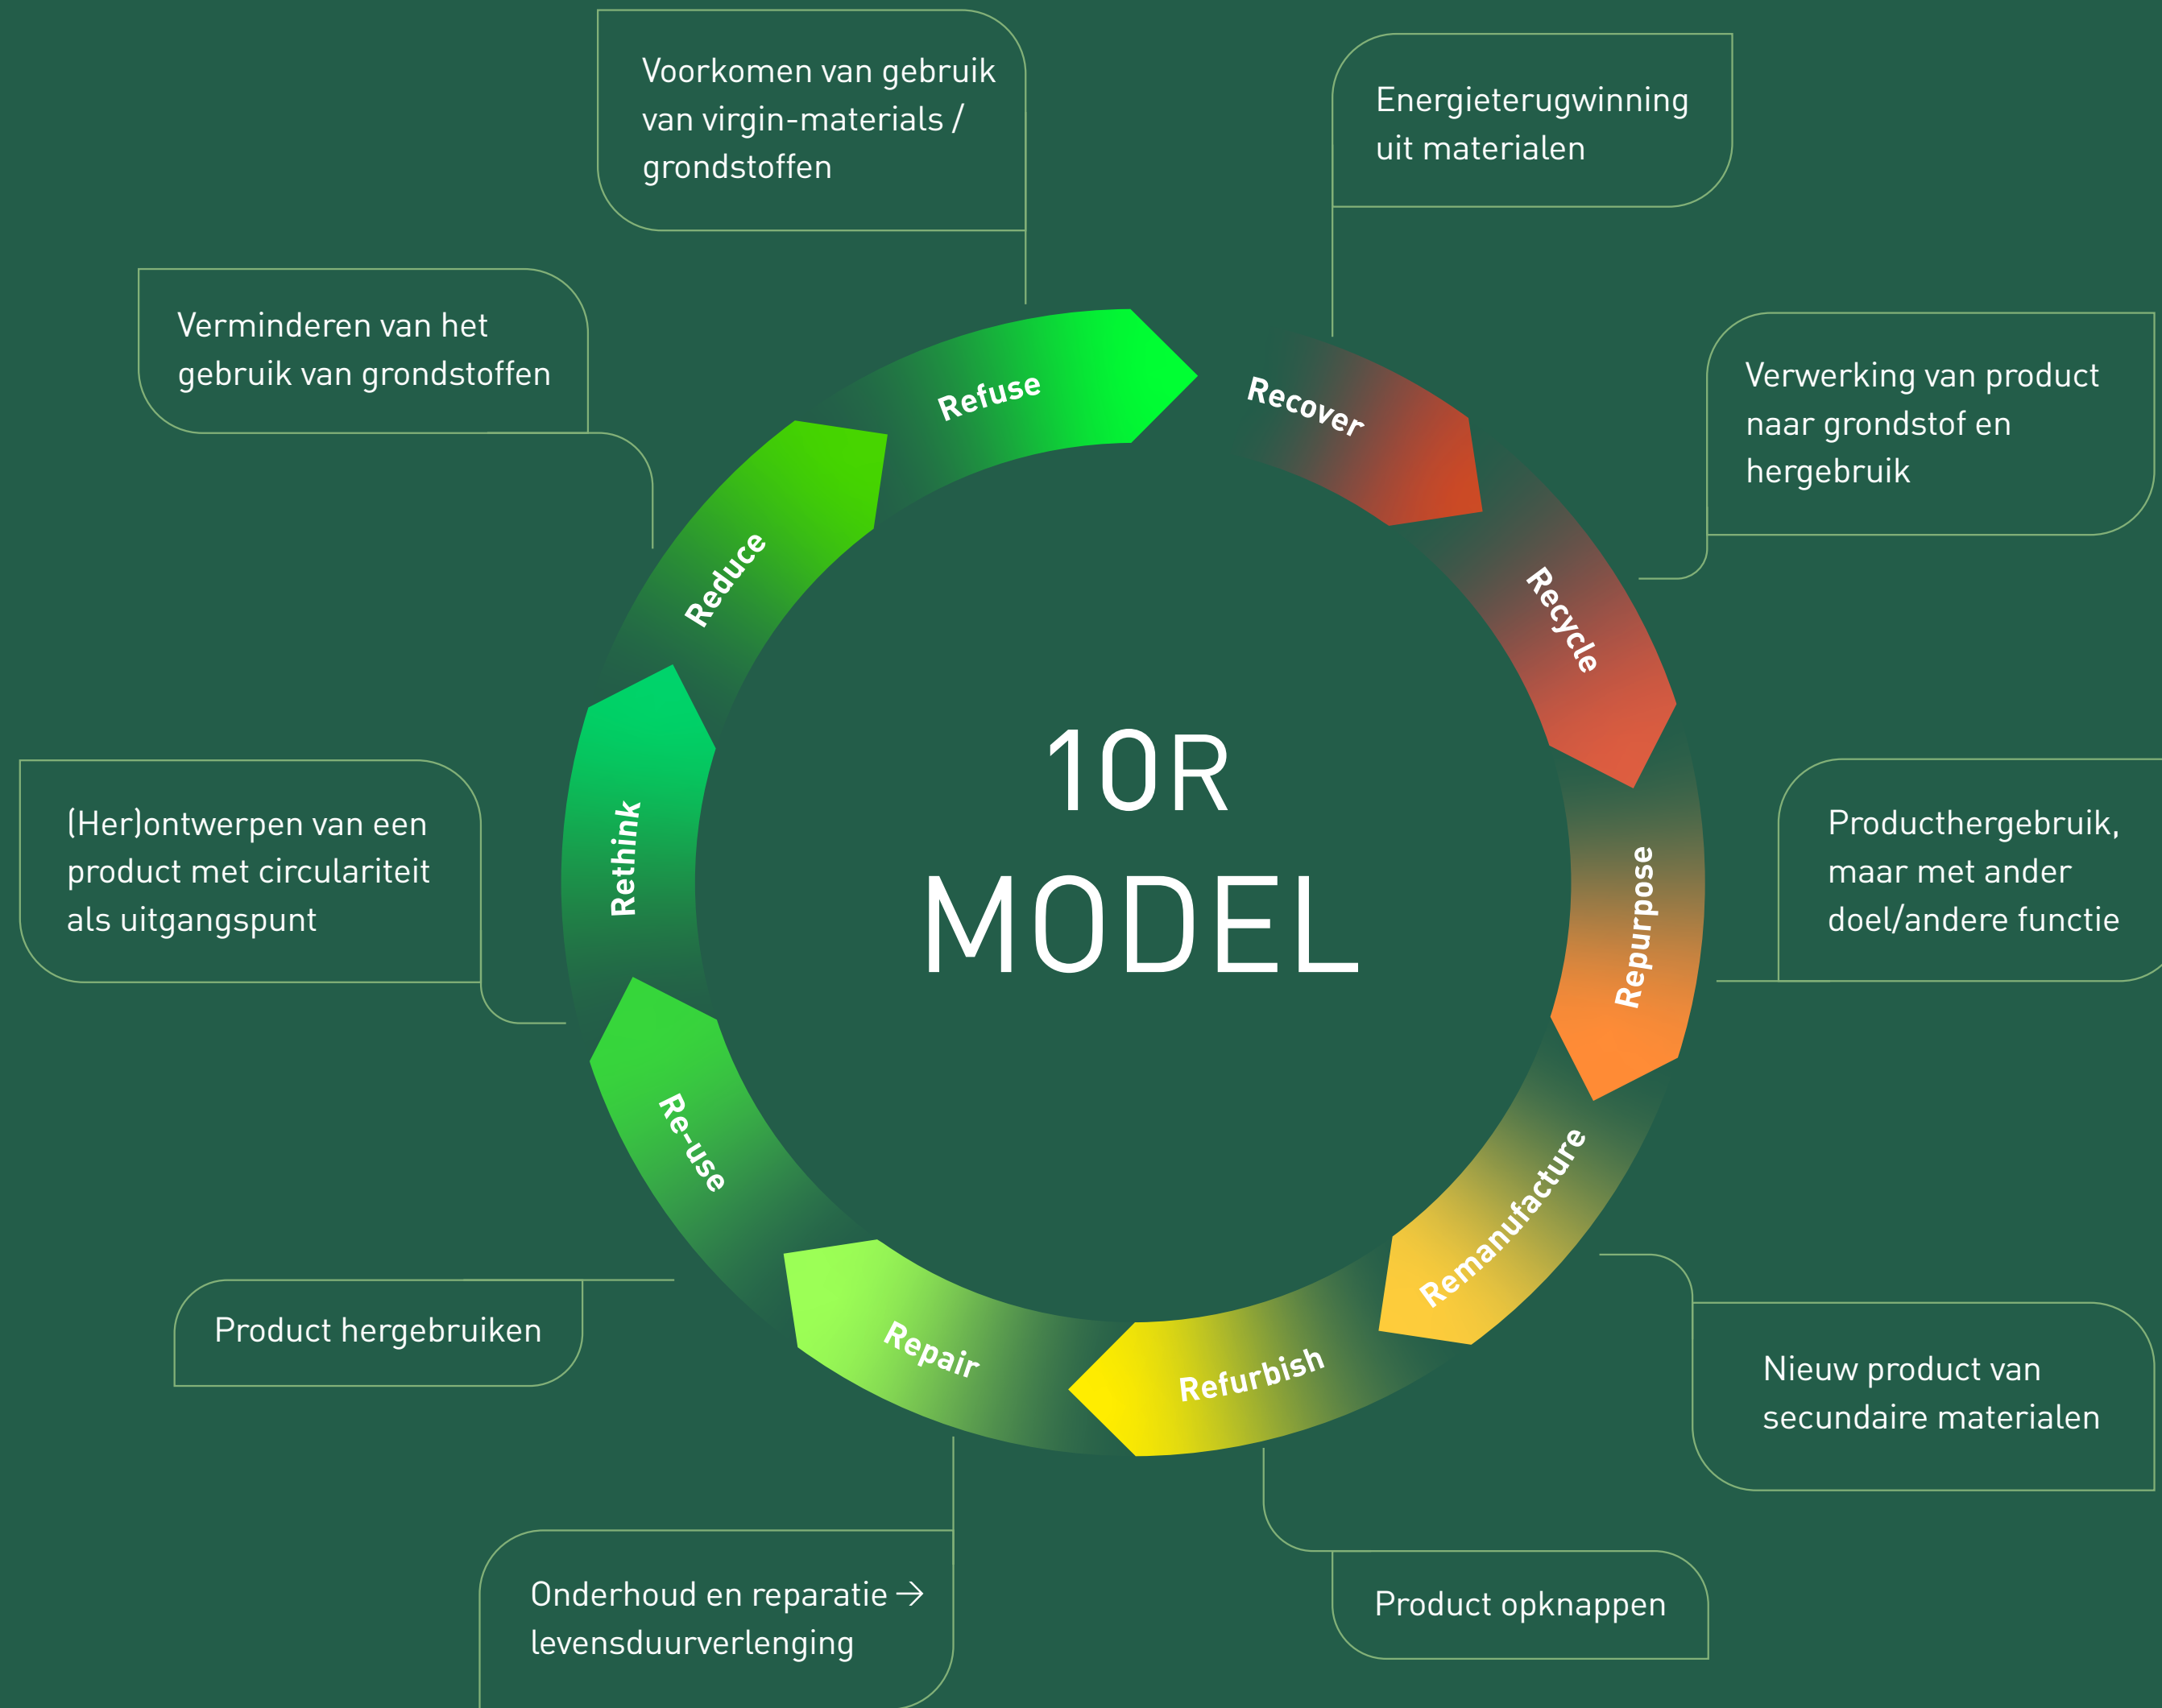 Voorkomen van gebruik
van virgin-materials /
grondstoffen
Energieterugwinning
uit materialen
Verminderen van het
gebruik van grondstoffen
Verwerking van product
naar grondstof en
hergebruik
Refuse
Recover
Reduce
Recycle
10R
MODEL
(Her)ontwerpen van een
product met circulariteit
als uitgangspunt
Rethink
Repurpose
Producthergebruik,
maar met ander
doel/andere functie
Re-use
Remanufacture
Product hergebruiken
Repair
Refurbish
Nieuw product van
secundaire materialen
Onderhoud en reparatie →
levensduurverlenging
Product opknappen